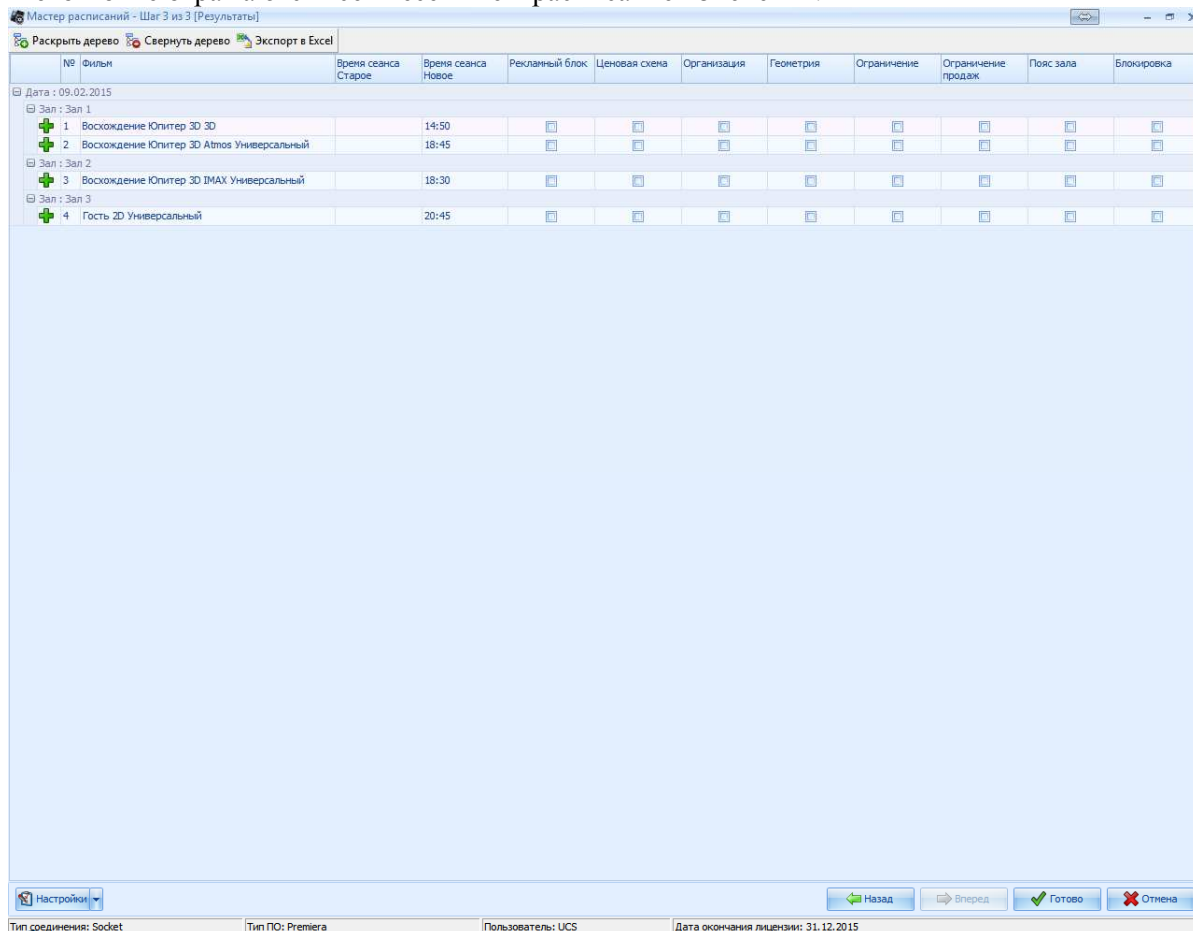 Мастер расписаний - Шаг 3 из 3 [Результаты]
Раскрыть дерево Свернуть дерево Экспорт в Excel
№ Фильм Время сеанса Старое Время сеанса Новое Рекламный блок Ценовая схема Организация Геометрия Ограничение Ограничение продаж Пояс зала Блокировка
Дата : 09.02.2015
Зал : Зал 1
1 Восхождение Юпитер 3D 3D 14:50
2 Восхождение Юпитер 3D Atmos Универсальный 18:45
Зал : Зал 2
3 Восхождение Юпитер 3D IMAX Универсальный 18:30
Зал : Зал 3
4 Гость 2D Универсальный 20:45
Настройки Назад Вперед Готово Отмена
Тип соединения: Socket Тип ПО: Premiera Пользователь: UCS Дата окончания лицензии: 31.12.2015